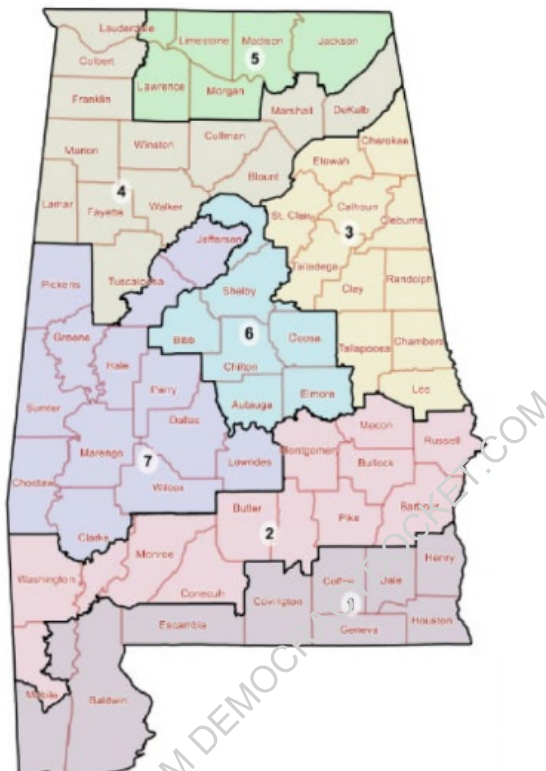 Lauderdale
Limestone
Madison
Jackson
Colbert
5
Lawrence
Morgan
Franklin
Marshall
DeKalb
Cullman
Winston
Marion
Cherokee
Etowah
Blount
4
Lamar
Fayette
Walker
St. Clair
Calhoun
Cleburne
3
Jefferson
Talladega
Tuscaloosa
Pickens
Shelby
Clay
Randolph
Greene
Bibb
6
Coosa
Tallapoosa
Chambers
Hale
Chilton
Perry
Lee
Autauga
Elmore
Sumter
Dallas
Macon
Russell
Marengo
7
Lowndes
Montgomery
Bullock
Choctaw
Wilcox
Butler
Pike
Clarke
2
Monroe
Henry
Washington
Coffee
Dale
Conecuh
Covington
1
Escambia
Geneva
Houston
Mobile
Baldwin